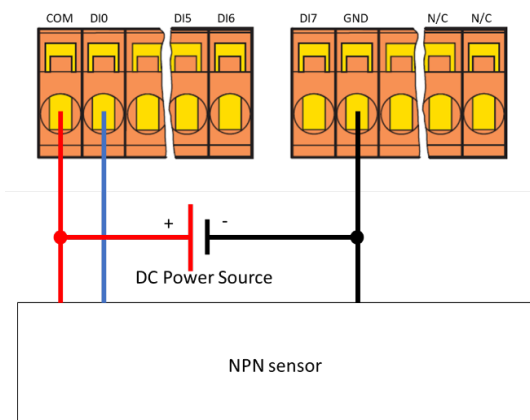 COM DI0 DI5 DI6 DI7 GND N/C N/C
+ -
DC Power Source
NPN sensor